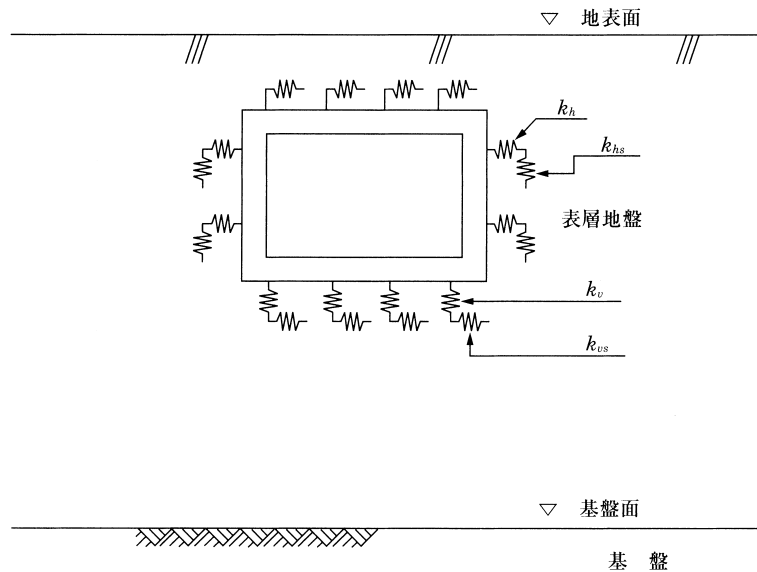 ▽ 地表面
k_h
k_hs
表層地盤
k_v
k_vs
▽ 基盤面
基 盤